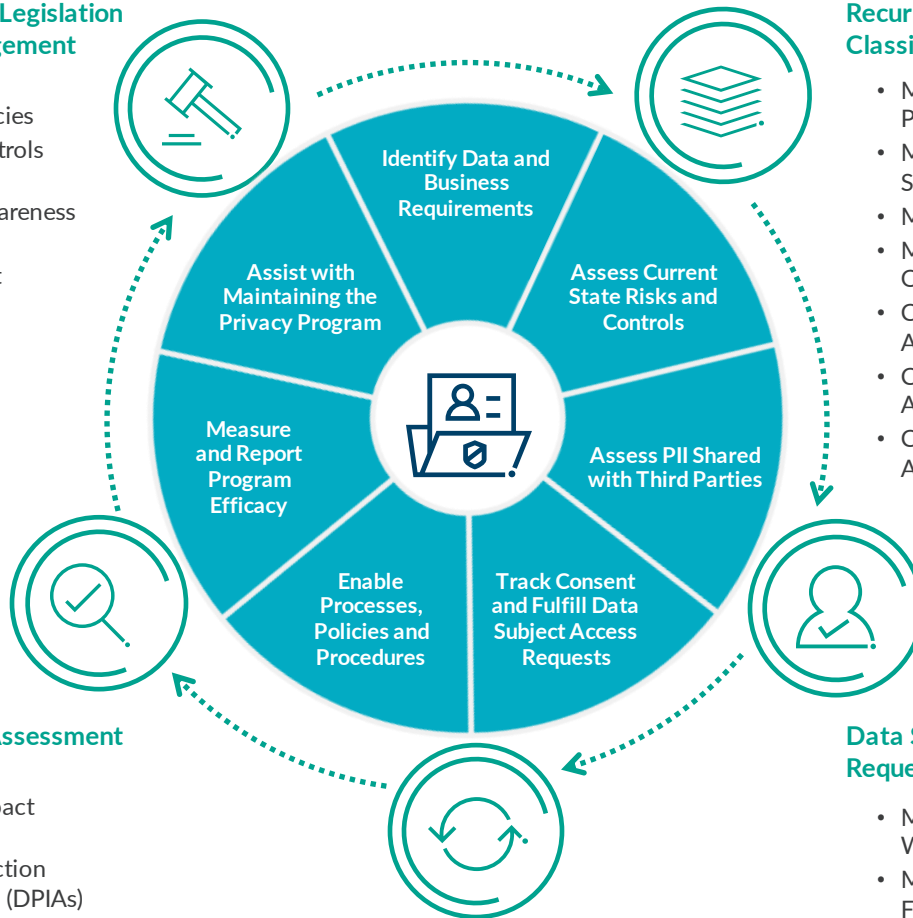 Legislation
gement
cies
trols
areness
t
Identify Data and
Business
Requirements
Assess Current
State Risks and
Controls
Assess PII Shared
with Third Parties
Track Consent
and Fulfill Data
Subject Access
Requests
Enable
Processes,
Policies and
Procedures
Measure
and Report
Program
Efficacy
Assist with
Maintaining the
Privacy Program
Recur
Classi
• M
P
• M
S
• M
• M
C
• C
A
• C
A
• C
A
Assessment
pact
ction
(DPIAs)
Data S
Reque
• M
W
• M
F